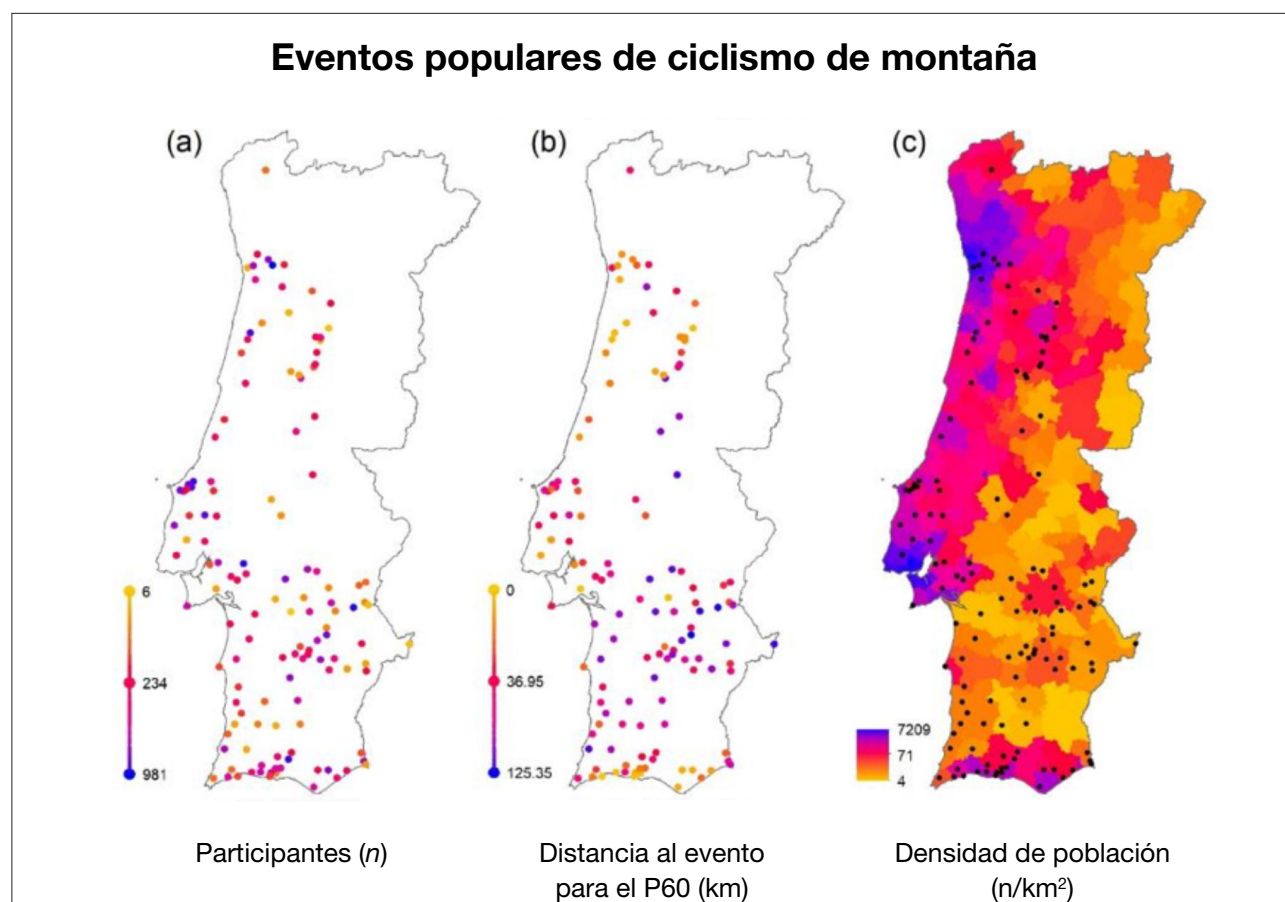 Eventos populares de ciclismo de montaña
(a)
(b)
(c)
6
234
981
0
36.95
125.35
7209
71
4
Participantes (n)
Distancia al evento
para el P60 (km)
Densidad de población
(n/km²)